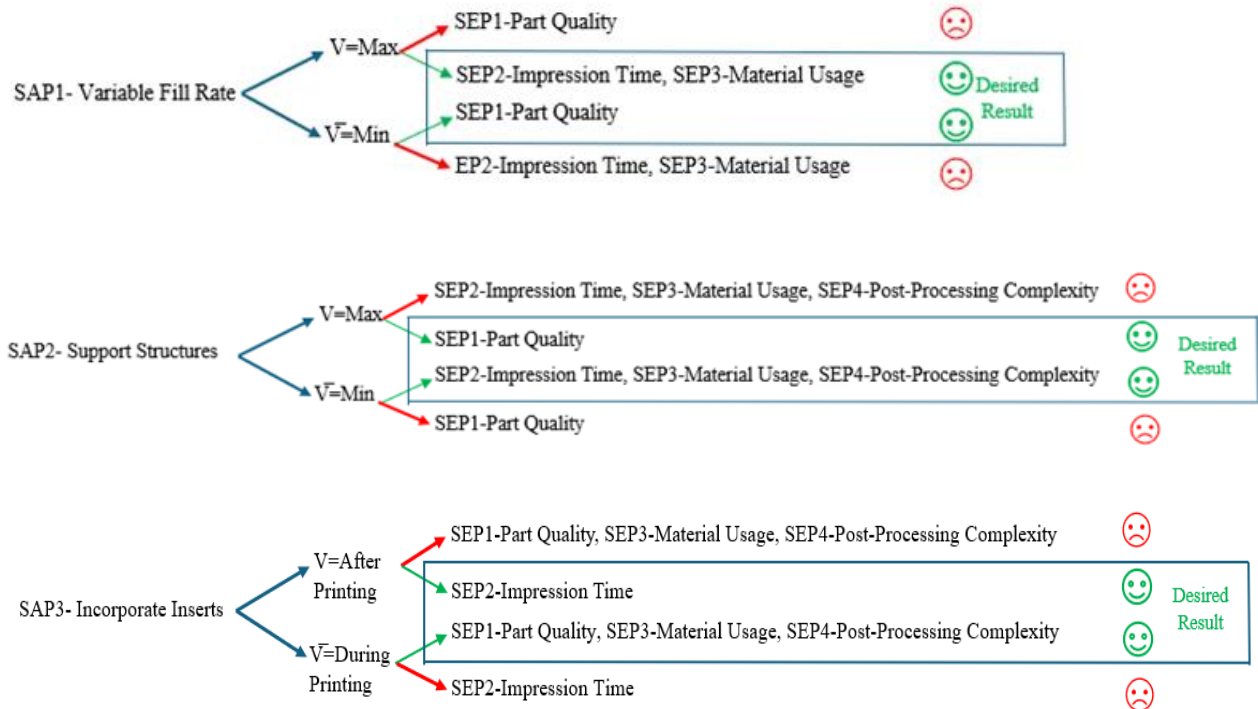 SEP1-Part Quality
V=Max
SEP2-Impression Time, SEP3-Material Usage
Desired
Result
SAP1- Variable Fill Rate
SEP1-Part Quality
V̅=Min
EP2-Impression Time, SEP3-Material Usage
SEP2-Impression Time, SEP3-Material Usage, SEP4-Post-Processing Complexity
V=Max
SEP1-Part Quality
Desired
Result
SAP2- Support Structures
SEP2-Impression Time, SEP3-Material Usage, SEP4-Post-Processing Complexity
V̅=Min
SEP1-Part Quality
SEP1-Part Quality, SEP3-Material Usage, SEP4-Post-Processing Complexity
V=After
Printing
SEP2-Impression Time
Desired
Result
SAP3- Incorporate Inserts
SEP1-Part Quality, SEP3-Material Usage, SEP4-Post-Processing Complexity
V̅=During
Printing
SEP2-Impression Time